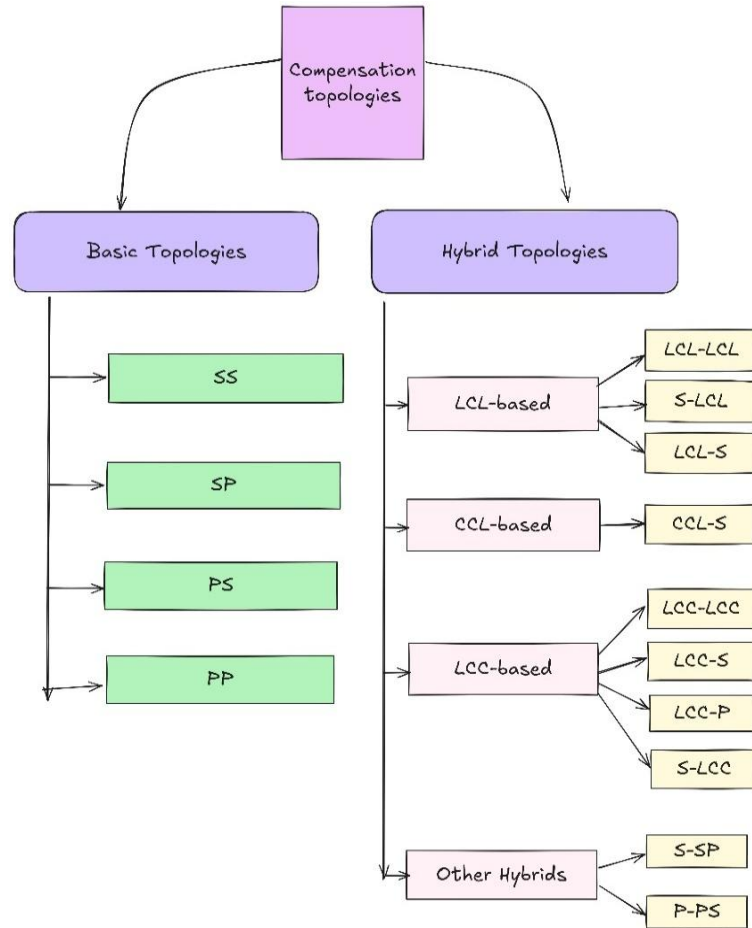 Compensation
topologies
Basic Topologies
SS
SP
PS
PP
Hybrid Topologies
LCL-based
LCL-LCL
S-LCL
LCL-S
CCL-based
CCL-S
LCC-based
LCC-LCC
LCC-S
LCC-P
S-LCC
Other Hybrids
S-SP
P-PS